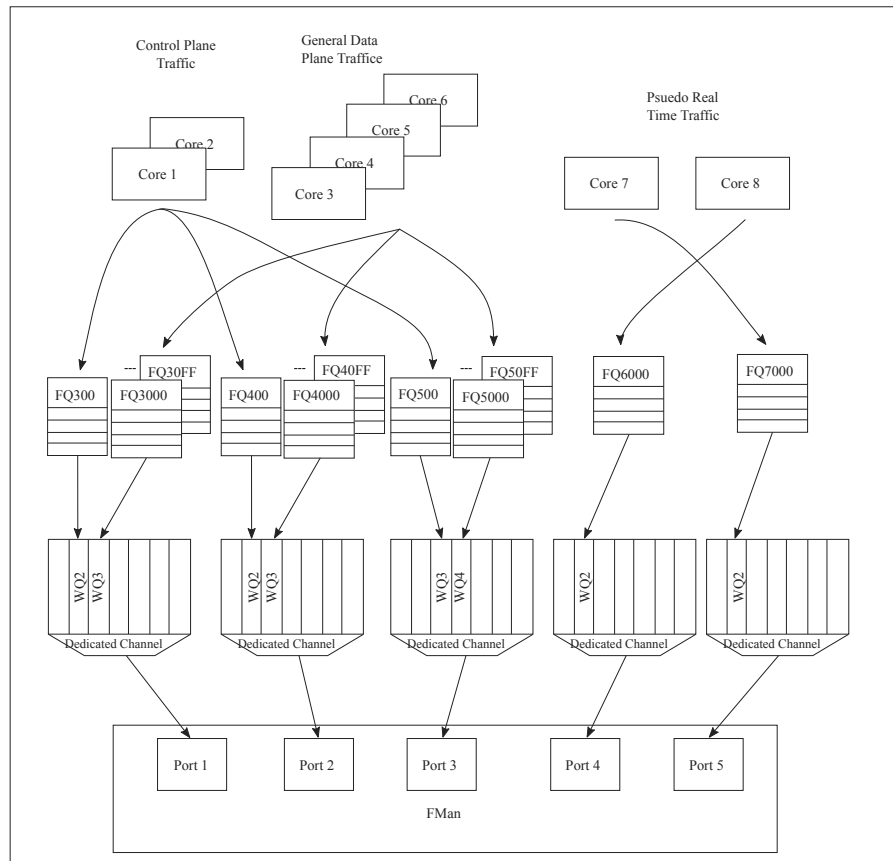 Control Plane
Traffic
General Data
Plane Traffice
Psuedo Real
Time Traffic
Core 6
Core 5
Core 4
Core 3
Core 2
Core 1
Core 7
Core 8
---
FQ30FF
FQ300
FQ3000
---
FQ40FF
FQ400
FQ4000
---
FQ50FF
FQ500
FQ5000
FQ6000
FQ7000
WQ2
WQ3
WQ2
WQ3
WQ3
WQ4
WQ2
WQ2
Dedicated Channel
Dedicated Channel
Dedicated Channel
Dedicated Channel
Dedicated Channel
Port 1
Port 2
Port 3
Port 4
Port 5
FMan